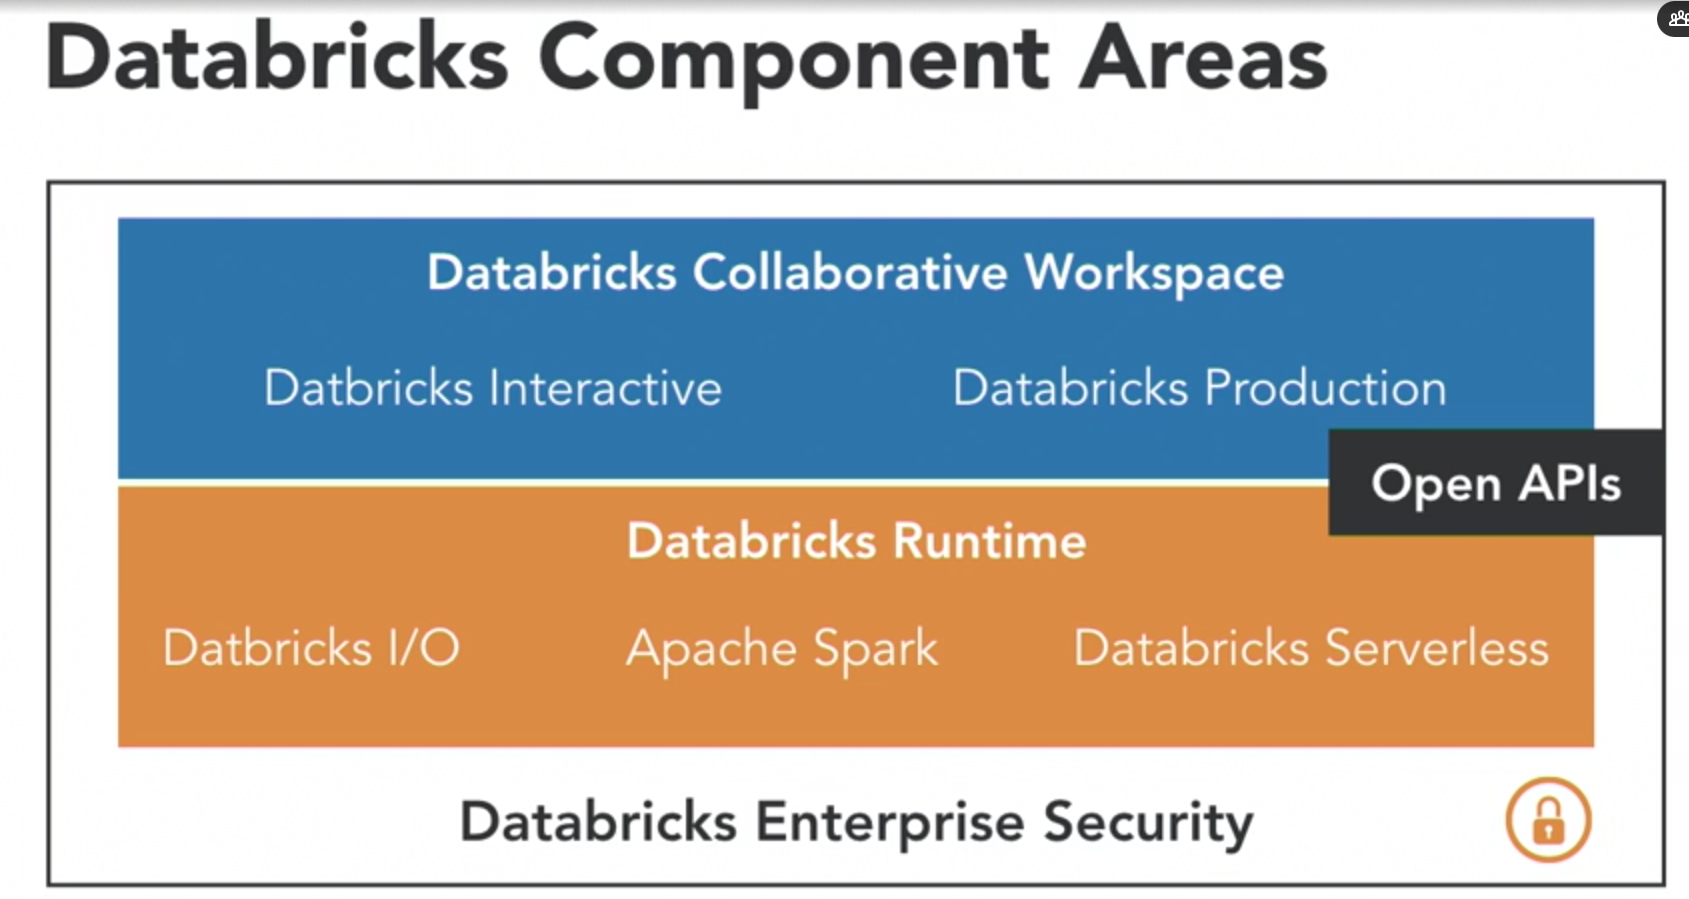 Databricks Component Areas
Databricks Collaborative Workspace
Datbricks Interactive
Databricks Production
Open APIs
Databricks Runtime
Datbricks I/O
Apache Spark
Databricks Serverless
Databricks Enterprise Security